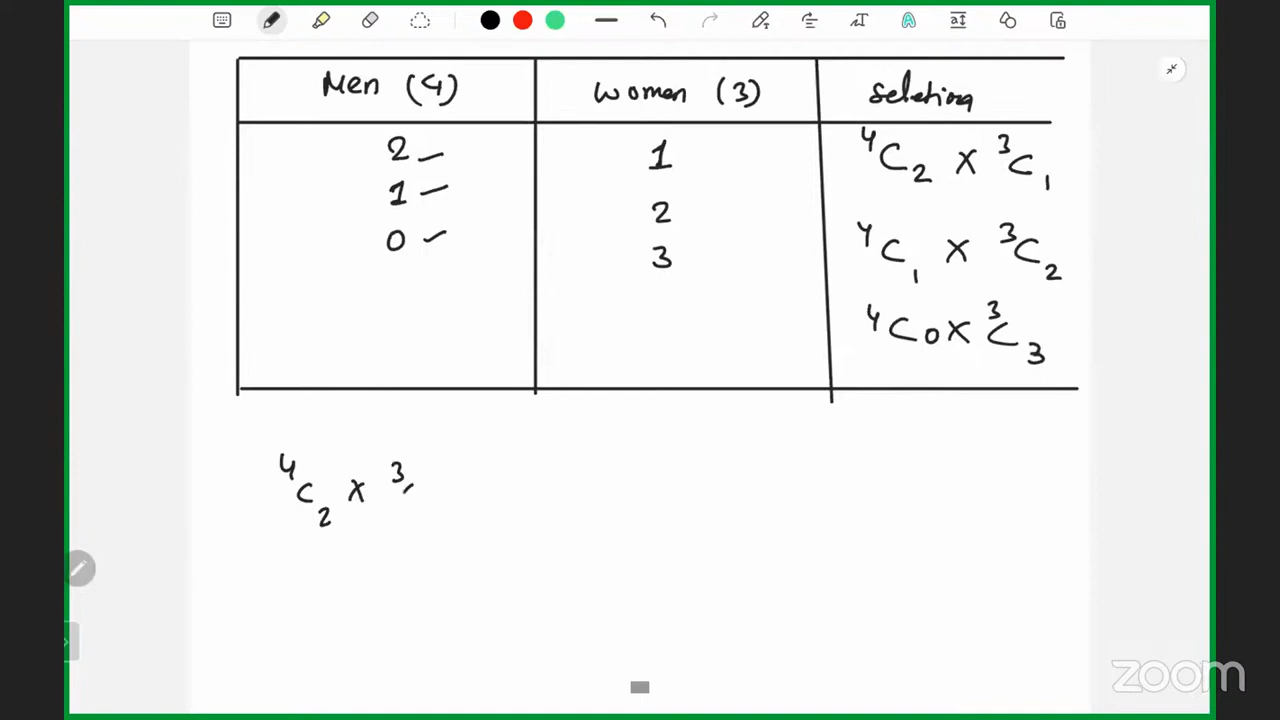 Men (4) Women (3) seletion
2 – 1 ⁴C₂ X ³C₁
1 – 2 ⁴C₁ X ³C₂
0 – 3 ⁴C₀ X ³C₃
⁴C₂ X ³
zoom